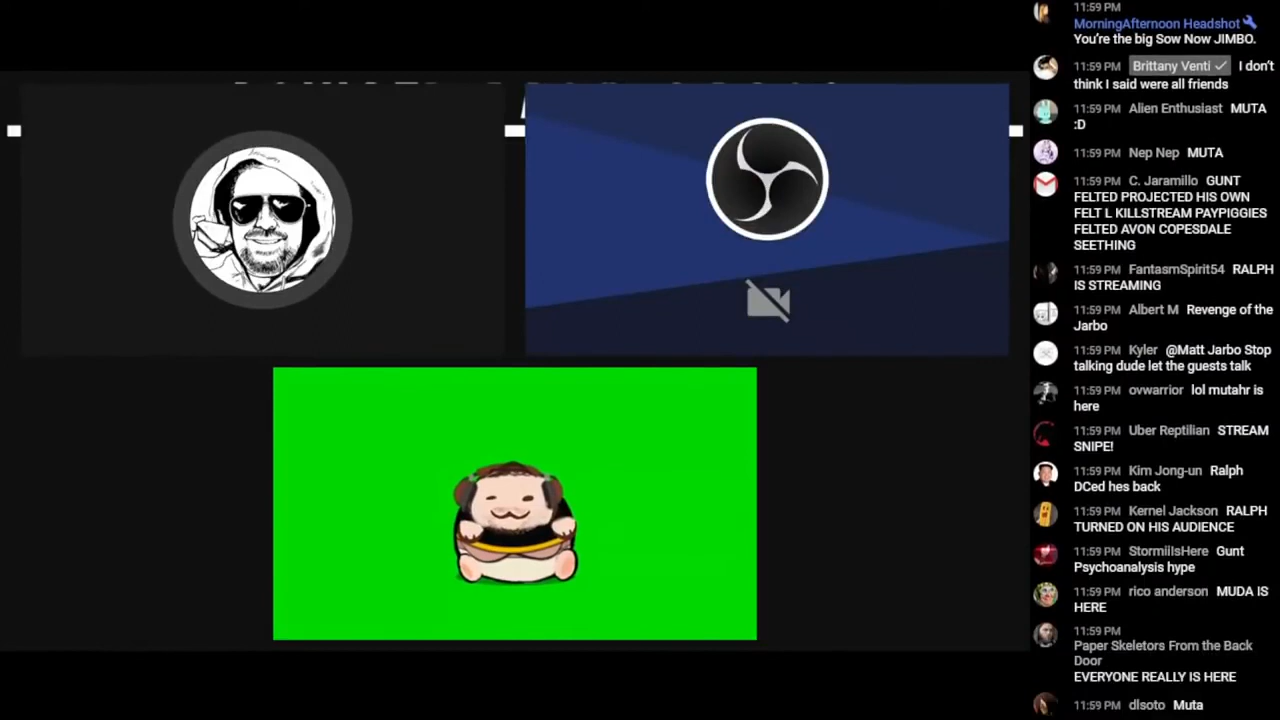 11:59 PM
MorningAfternoon Headshot
You're the big Sow Now JIMBO.
11:59 PM Brittany Venti ✓ I don't
think I said were all friends
11:59 PM Alien Enthusiast MUTA
:D
11:59 PM Nep Nep MUTA
11:59 PM C. Jaramillo GUNT
FELTED PROJECTED HIS OWN
FELT L KILLSTREAM PAYPIGGIES
FELTED AVON COPESDALE
SEETHING
11:59 PM FantasmSpirit54 RALPH
IS STREAMING
11:59 PM Albert M Revenge of the
Jarbo
11:59 PM Kyler @Matt Jarbo Stop
talking dude let the guests talk
11:59 PM ovwarrior lol mutahr is
here
11:59 PM Uber Reptilian STREAM
SNIPE!
11:59 PM Kim Jong-un Ralph
DCed hes back
11:59 PM Kernel Jackson RALPH
TURNED ON HIS AUDIENCE
11:59 PM StormiIsHere Gunt
Psychoanalysis hype
11:59 PM rico anderson MUDA IS
HERE
11:59 PM
Paper Skeletors From the Back
Door
EVERYONE REALLY IS HERE
11:59 PM dlsoto Muta